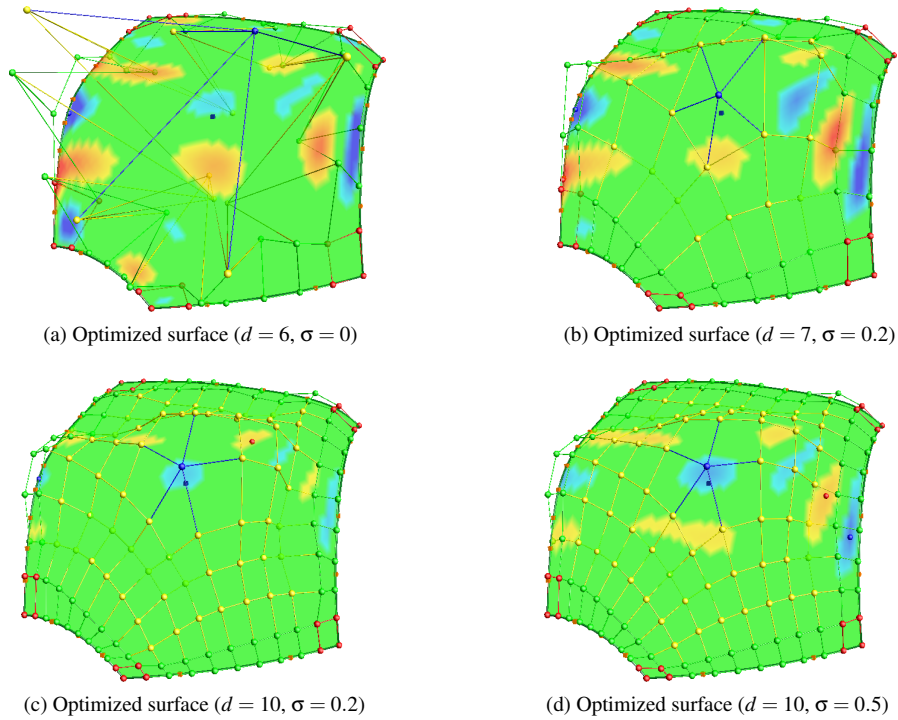 (a) Optimized surface (d = 6, σ = 0)
(b) Optimized surface (d = 7, σ = 0.2)
(c) Optimized surface (d = 10, σ = 0.2)
(d) Optimized surface (d = 10, σ = 0.5)